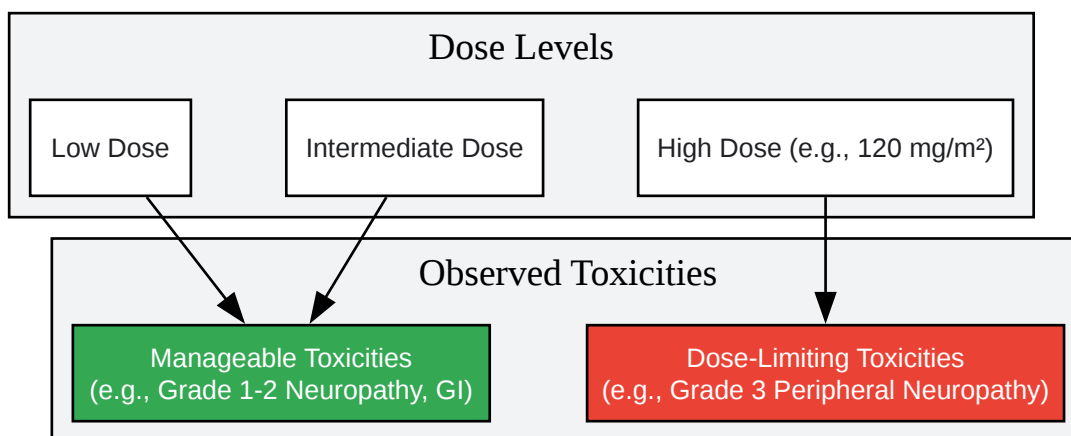 Dose Levels
Low Dose
Intermediate Dose
High Dose (e.g., 120 mg/m²)
Observed Toxicities
Manageable Toxicities
(e.g., Grade 1-2 Neuropathy, GI)
Dose-Limiting Toxicities
(e.g., Grade 3 Peripheral Neuropathy)